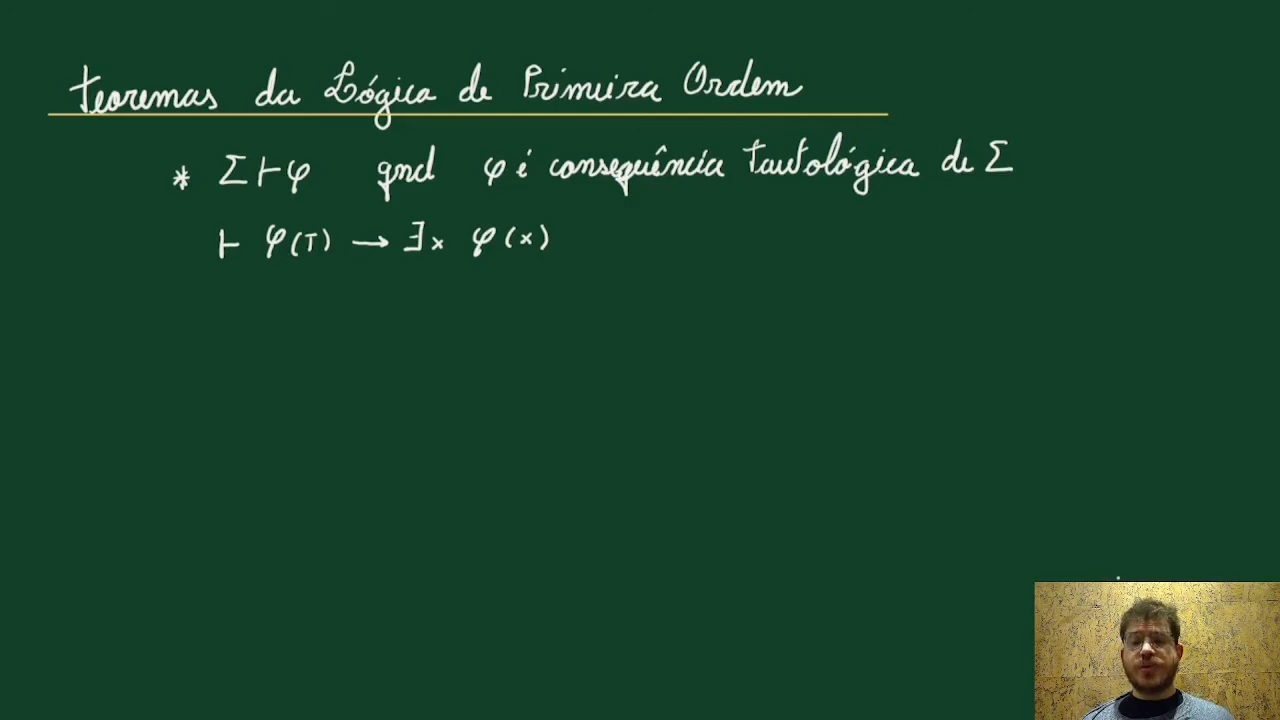 Teoremas da Lógica de Primeira Ordem
* Σ ⊢ φ qnd φ é consequência tautológica de Σ
⊢ φ(T) → ∃x φ(x)